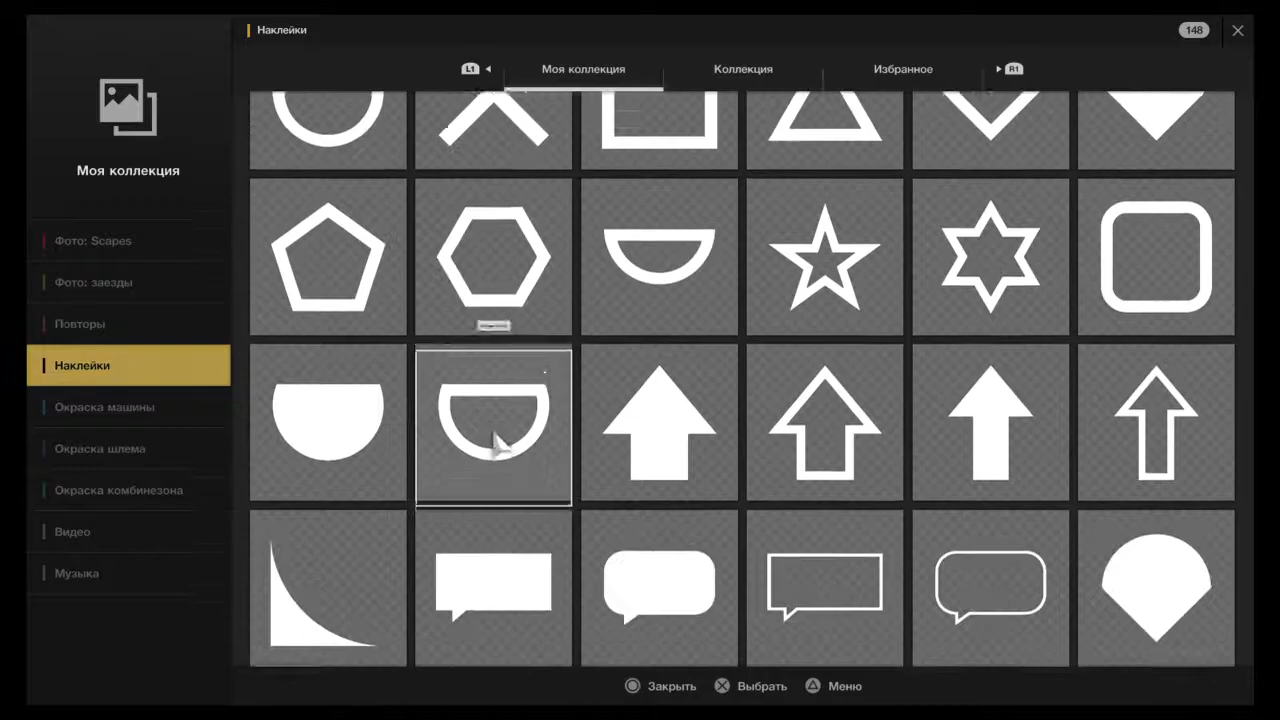 Наклейки
148
L1
Моя коллекция
Коллекция
Избранное
R1
Моя коллекция
Фото: Scapes
Фото: заезды
Повторы
Наклейки
Окраска машины
Окраска шлема
Окраска комбинезона
Видео
Музыка
Закрыть
Выбрать
Меню